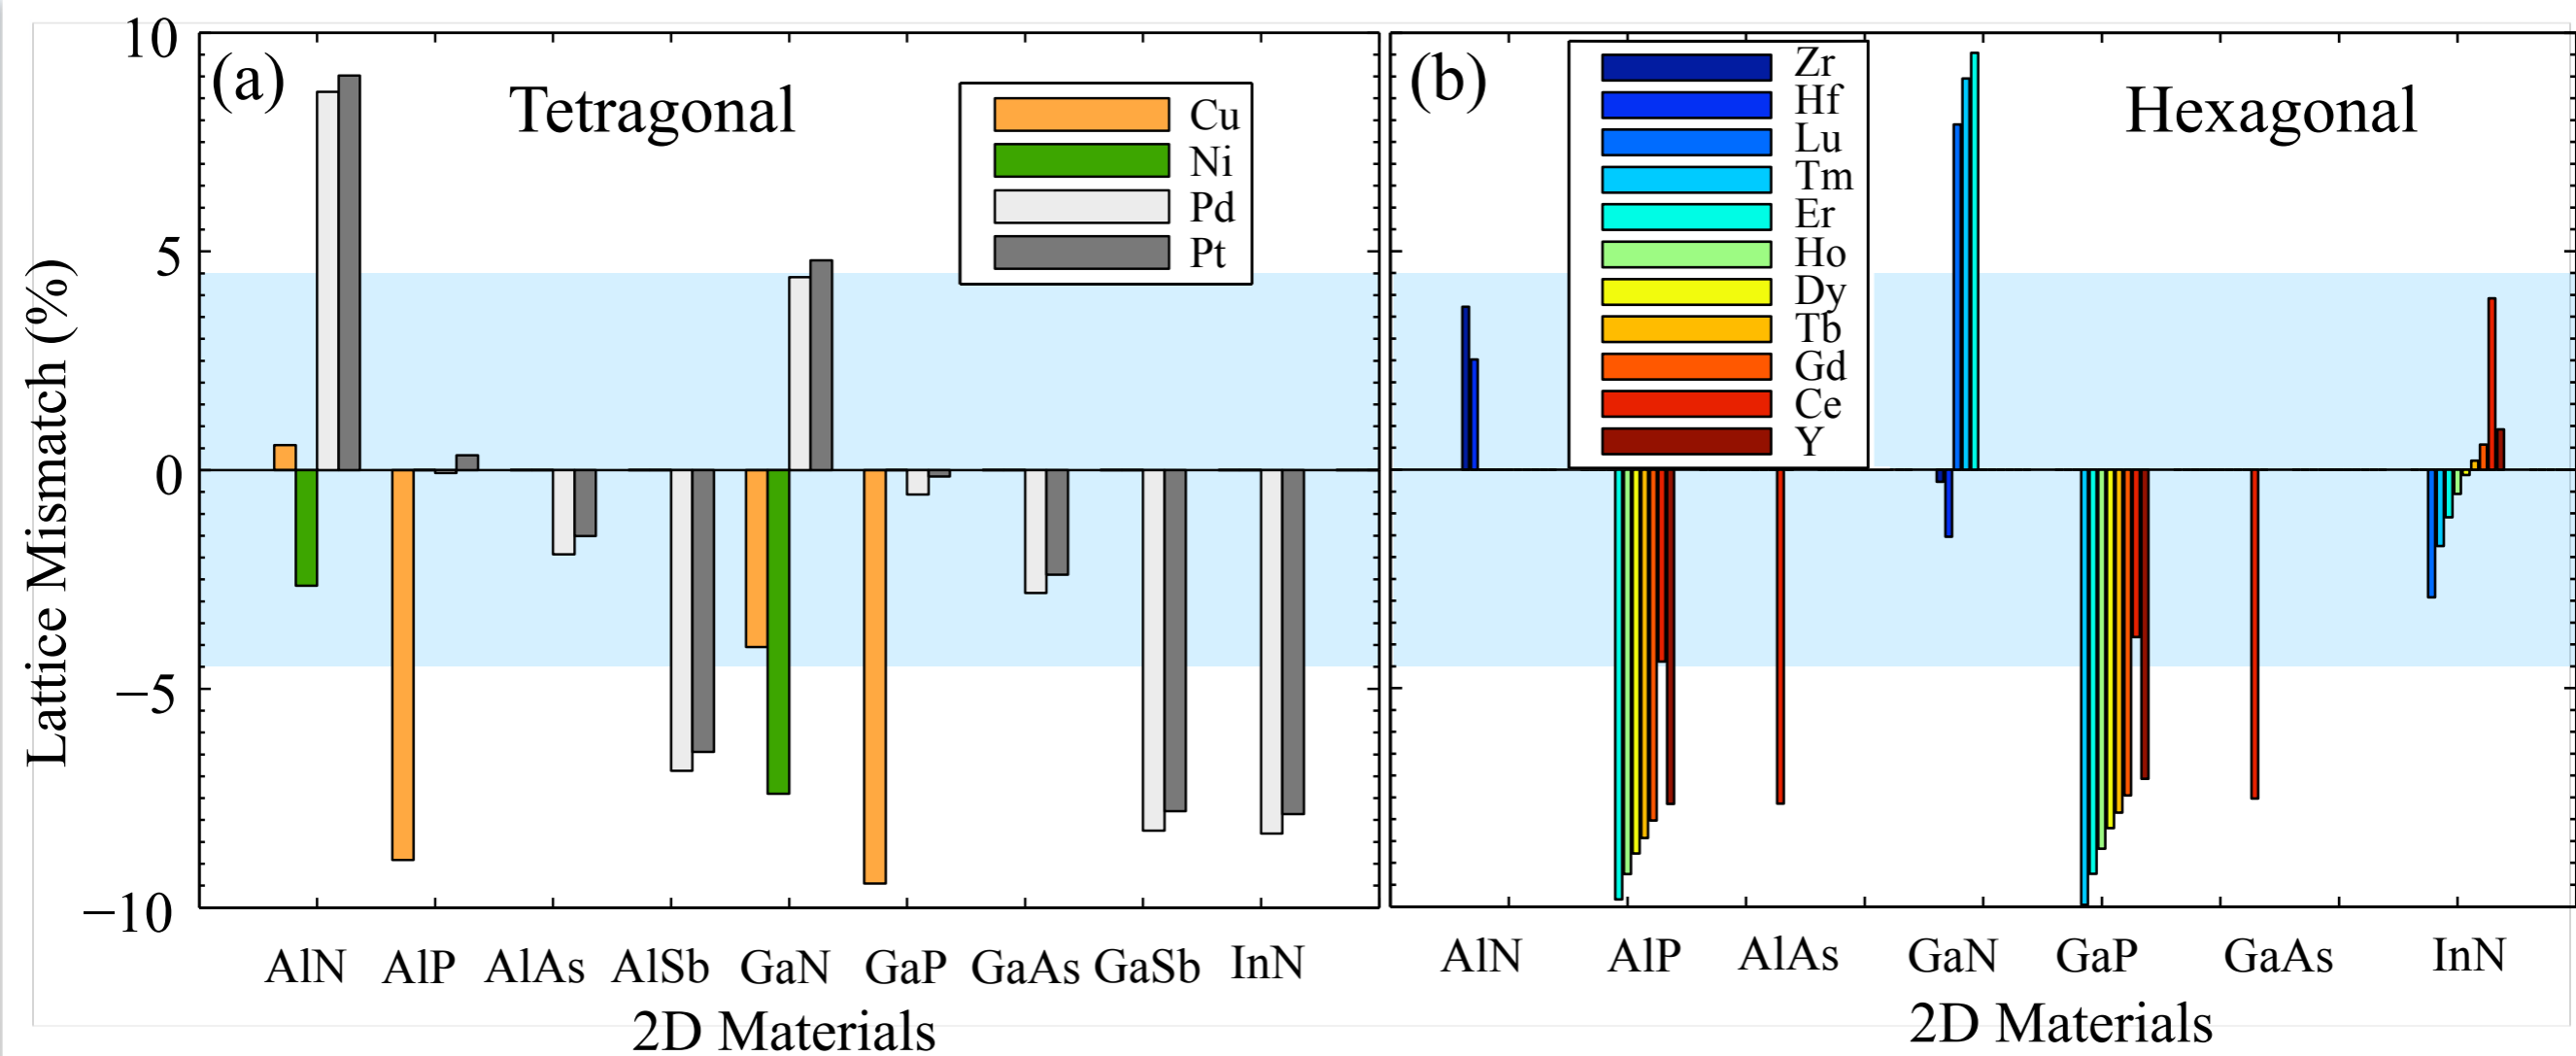 10
5
0
−5
−10
Lattice Mismatch (%)
(a)
Tetragonal
Cu
Ni
Pd
Pt
AlN AlP AlAs AlSb GaN GaP GaAs GaSb InN
2D Materials
(b)
Hexagonal
Zr
Hf
Lu
Tm
Er
Ho
Dy
Tb
Gd
Ce
Y
AlN AlP AlAs GaN GaP GaAs InN
2D Materials